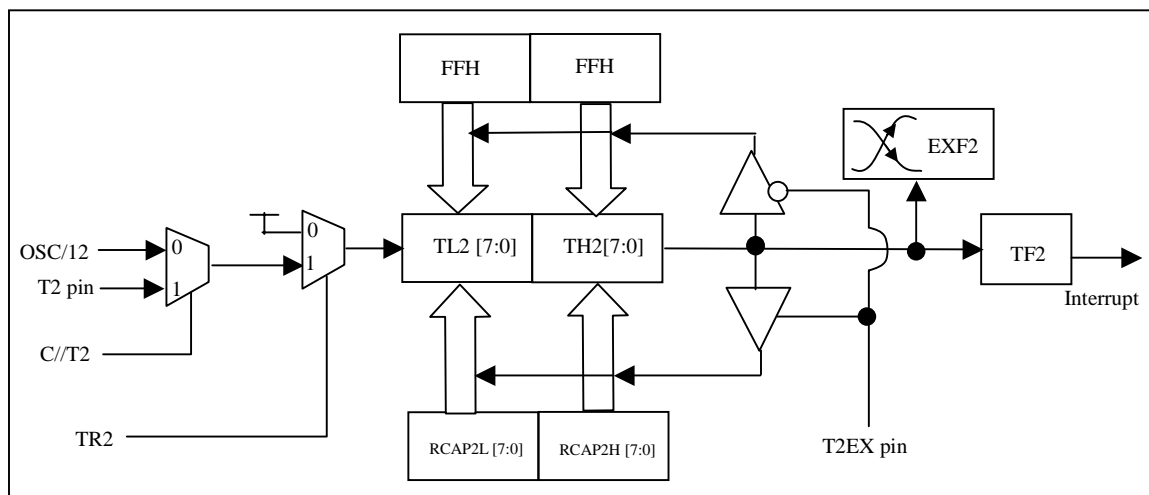 FFH FFH
EXF2
OSC/12 0 0 TL2 [7:0] TH2[7:0] TF2
T2 pin 1 1
Interrupt
C//T2
TR2 RCAP2L [7:0] RCAP2H [7:0] T2EX pin